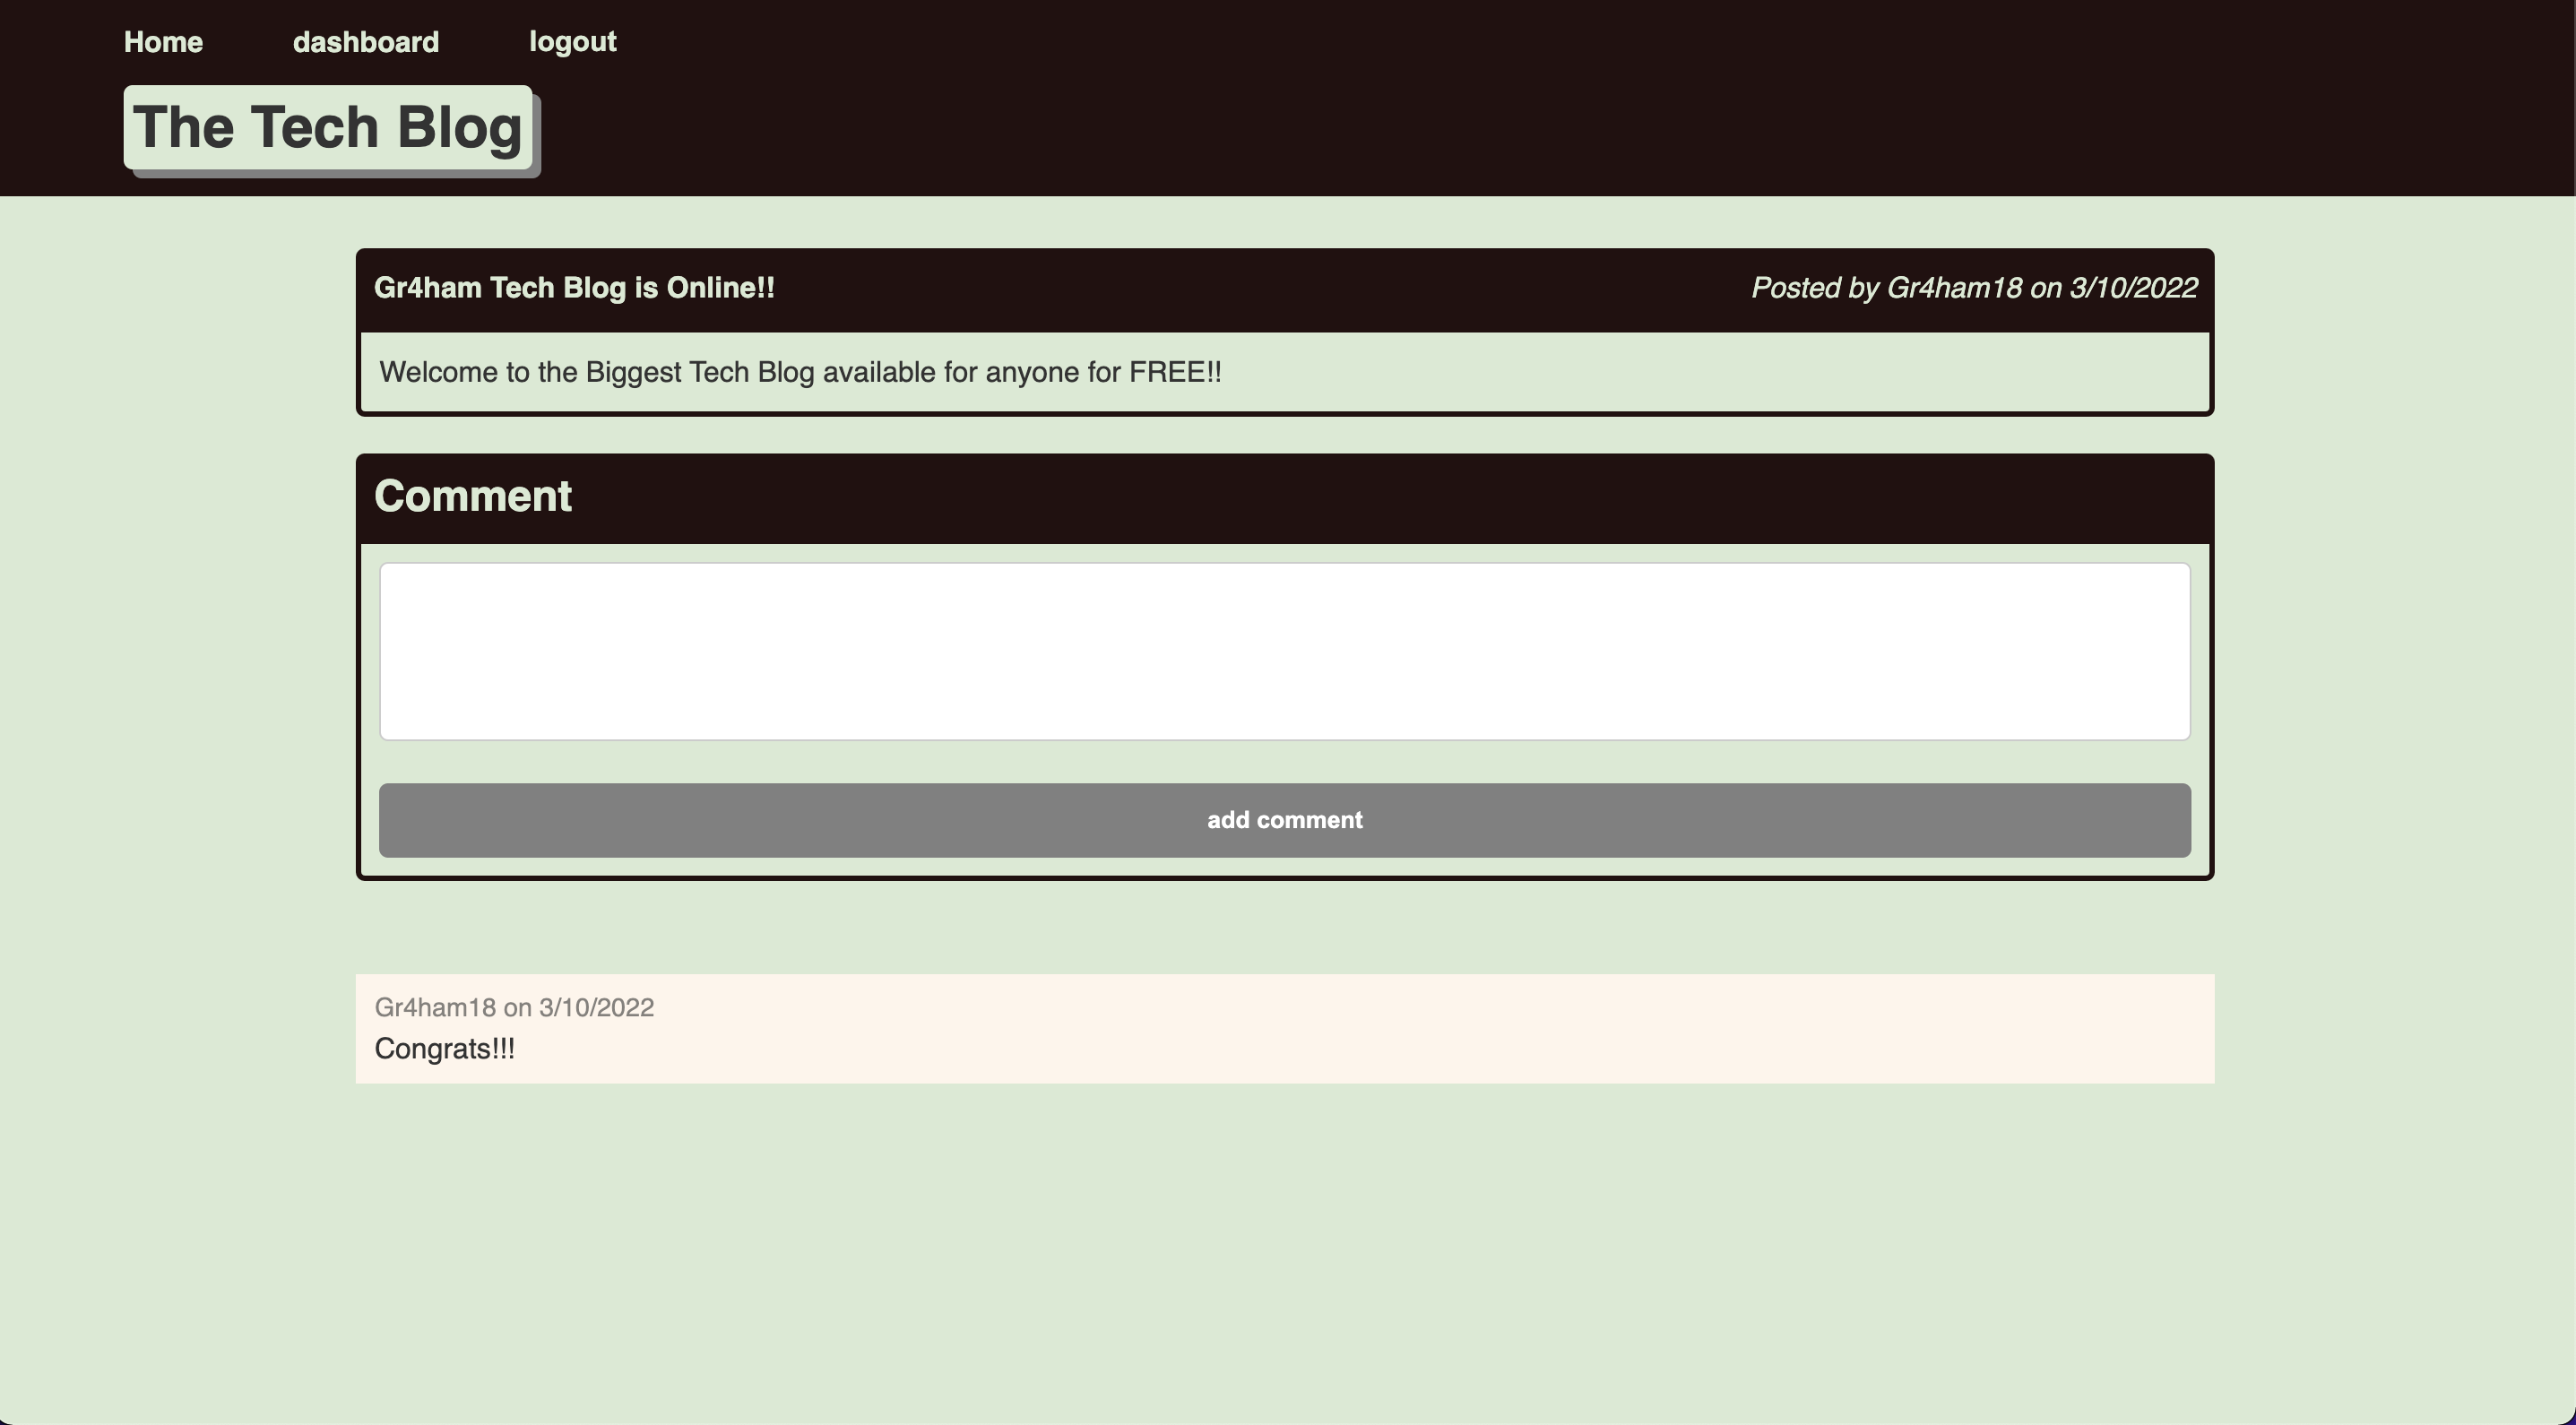 Home dashboard logout
The Tech Blog
Gr4ham Tech Blog is Online!! Posted by Gr4ham18 on 3/10/2022
Welcome to the Biggest Tech Blog available for anyone for FREE!!
Comment
add comment
Gr4ham18 on 3/10/2022
Congrats!!!